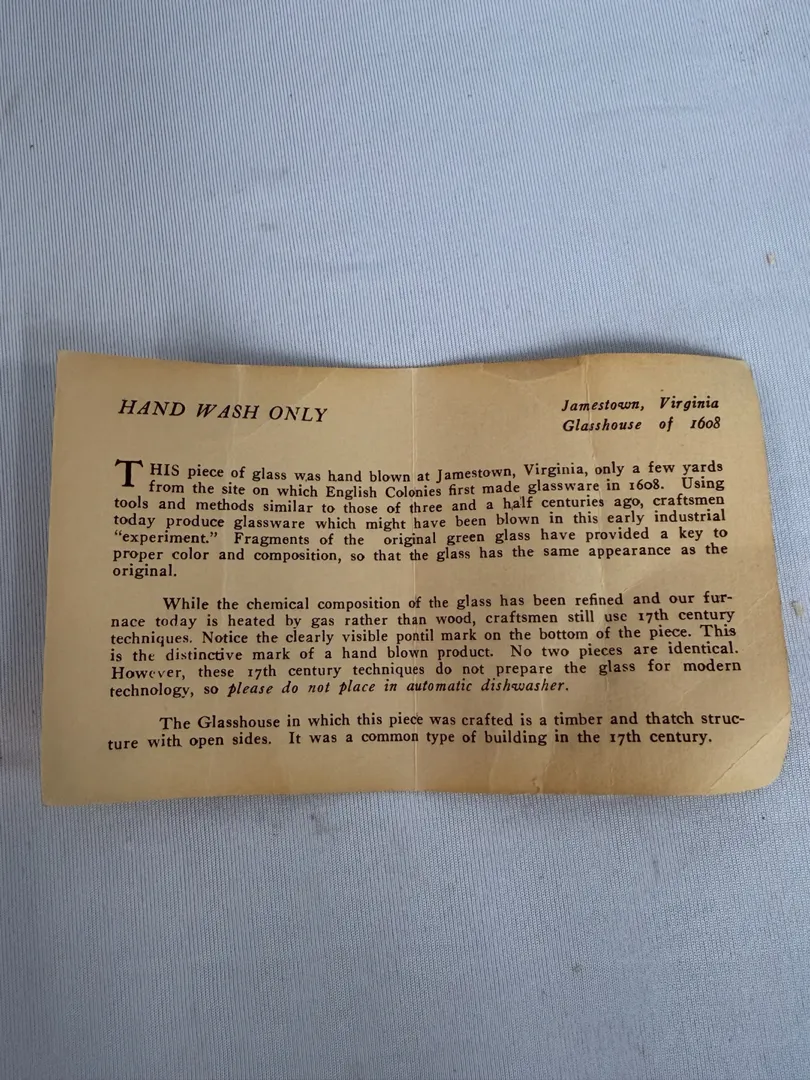 HAND WASH ONLY
Jamestown, Virginia
Glasshouse of 1608
THIS piece of glass was hand blown at Jamestown, Virginia, only a few yards
from the site on which English Colonies first made glassware in 1608. Using
tools and methods similar to those of three and a half centuries ago, craftsmen
today produce glassware which might have been blown in this early industrial
“experiment.” Fragments of the original green glass have provided a key to
proper color and composition, so that the glass has the same appearance as the
original.
While the chemical composition of the glass has been refined and our fur-
nace today is heated by gas rather than wood, craftsmen still use 17th century
techniques. Notice the clearly visible pontil mark on the bottom of the piece. This
is the distinctive mark of a hand blown product. No two pieces are identical.
However, these 17th century techniques do not prepare the glass for modern
technology, so please do not place in automatic dishwasher.
The Glasshouse in which this piece was crafted is a timber and thatch struc-
ture with open sides. It was a common type of building in the 17th century.